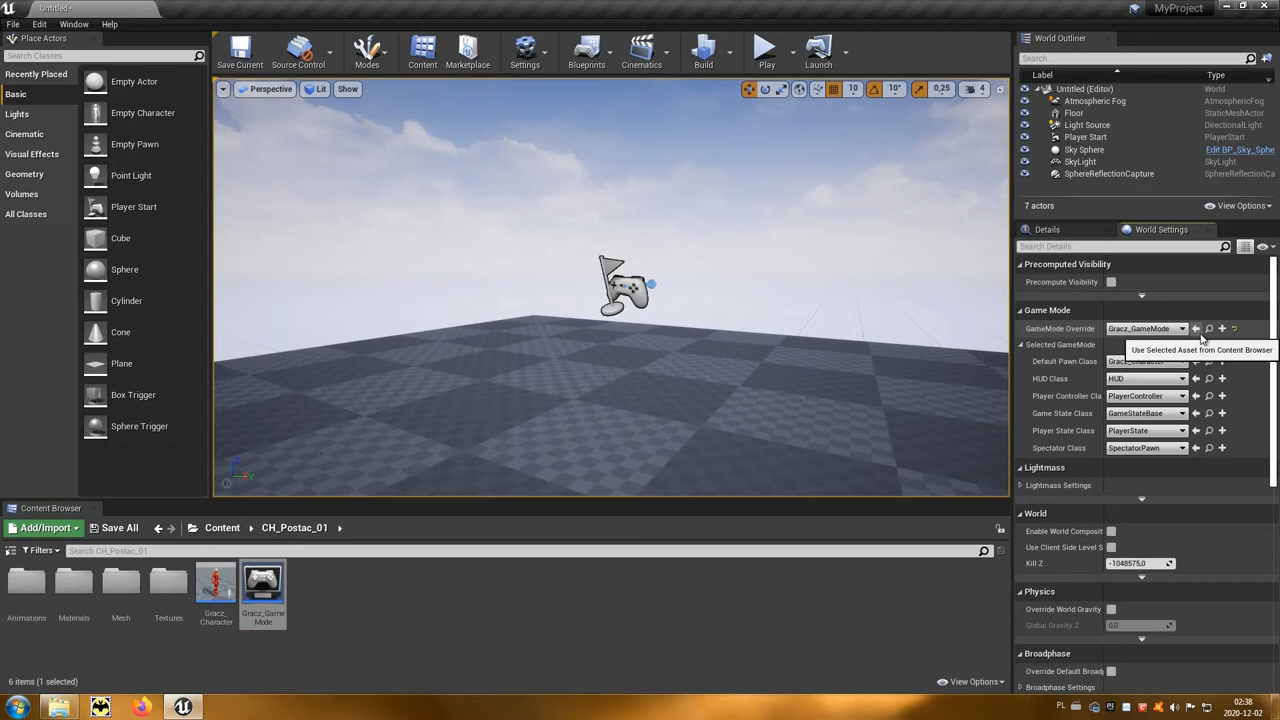 Untitled*
MyProject
File Edit Window Help
Place Actors
Search Classes
Recently Placed
Basic
Lights
Cinematic
Visual Effects
Geometry
Volumes
All Classes
Empty Actor
Empty Character
Empty Pawn
Point Light
Player Start
Cube
Sphere
Cylinder
Cone
Plane
Box Trigger
Sphere Trigger
Save Current Source Control Modes Content Marketplace Settings Blueprints Cinematics Build Play Launch
Perspective Lit Show 10 10° 0,25 4
World Outliner
Search...
Label Type
Untitled (Editor) World
Atmospheric Fog AtmosphericFog
Floor StaticMeshActor
Light Source DirectionalLight
Player Start PlayerStart
Sky Sphere Edit BP_Sky_Sphe
SkyLight SkyLight
SphereReflectionCapture SphereReflectionCa
7 actors View Options
Details World Settings
Search Details
Precomputed Visibility
Precompute Visibility
Game Mode
GameMode Override Gracz_GameMode
Selected GameMode
Use Selected Asset from Content Browser
Default Pawn Class
HUD Class HUD
Player Controller Cla PlayerController
Game State Class GameStateBase
Player State Class PlayerState
Spectator Class SpectatorPawn
Lightmass
Lightmass Settings
World
Enable World Composit
Use Client Side Level S
Kill Z -1048575,0
Physics
Override World Gravity
Global Gravity Z 0,0
Broadphase
Override Default Broad
Broadphase Settings
Content Browser
Add/Import Save All Content CH_Postac_01
Filters Search CH_Postac_01
Animations
Materials
Mesh
Textures
Gracz_
Character
Gracz_Game
Mode
6 items (1 selected) View Options
PL
02:38
2020-12-02